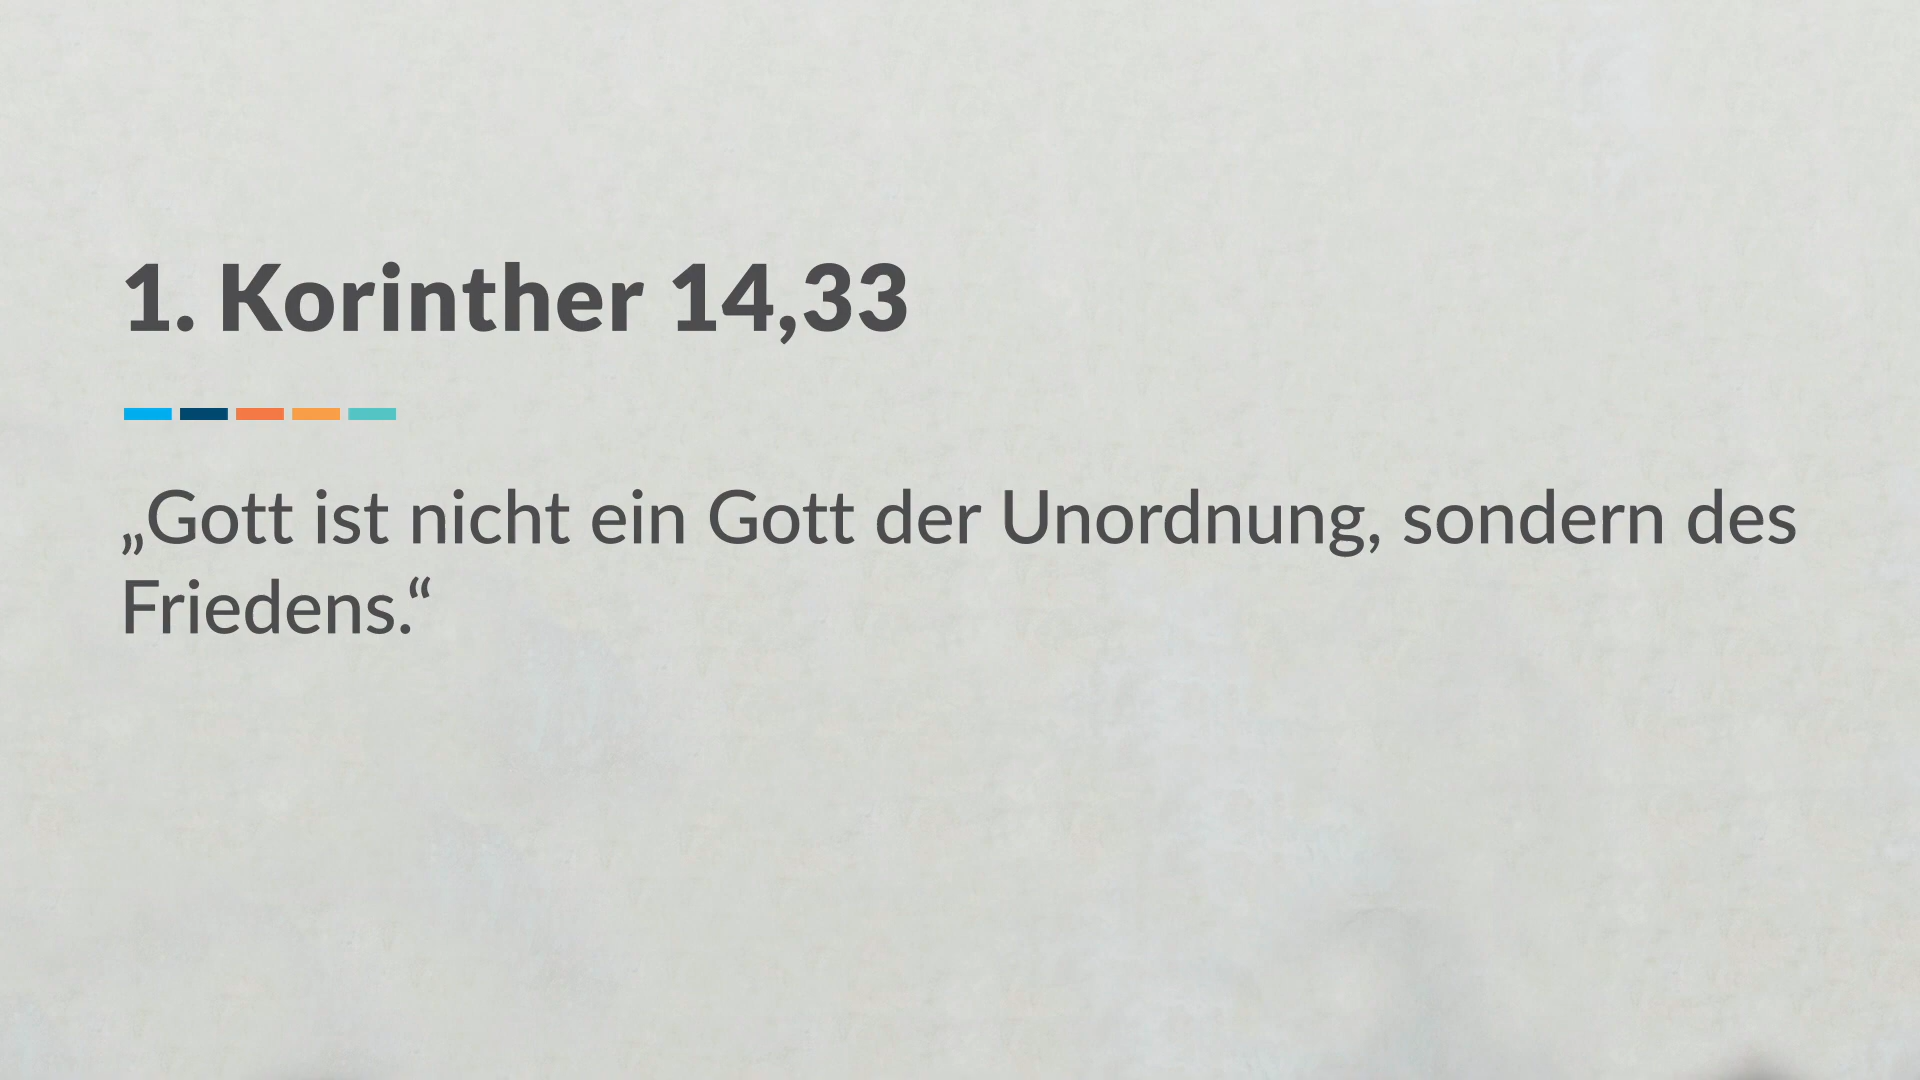 1. Korinther 14,33
„Gott ist nicht ein Gott der Unordnung, sondern des
Friedens.“